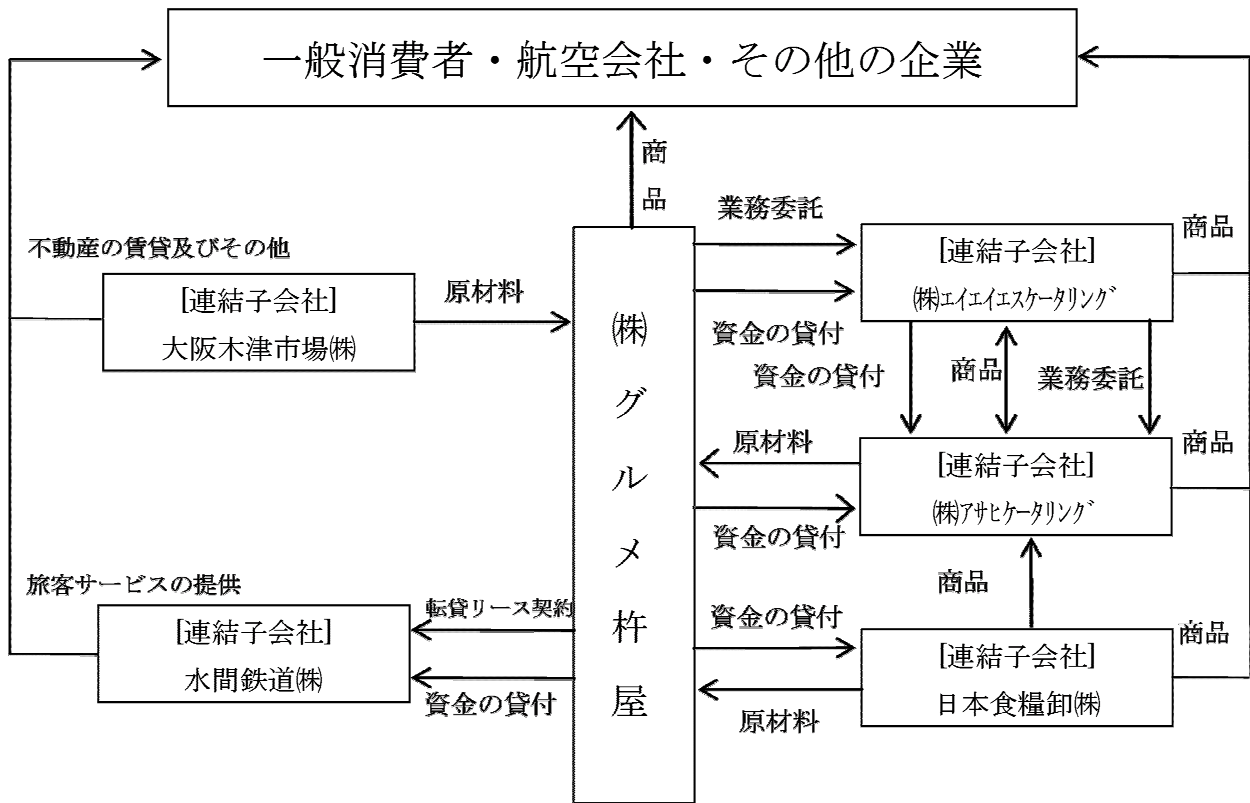 一般消費者・航空会社・その他の企業
商品
業務委託
商品
不動産の賃貸及びその他
[連結子会社]
大阪木津市場㈱
原材料
㈱グルメ杵屋
[連結子会社]
㈱エイエイエスケータリング
資金の貸付
資金の貸付
商品
業務委託
原材料
商品
[連結子会社]
㈱アサヒケータリング
資金の貸付
商品
旅客サービスの提供
[連結子会社]
水間鉄道㈱
転貸リース契約
資金の貸付
資金の貸付
商品
[連結子会社]
日本食糧卸㈱
原材料